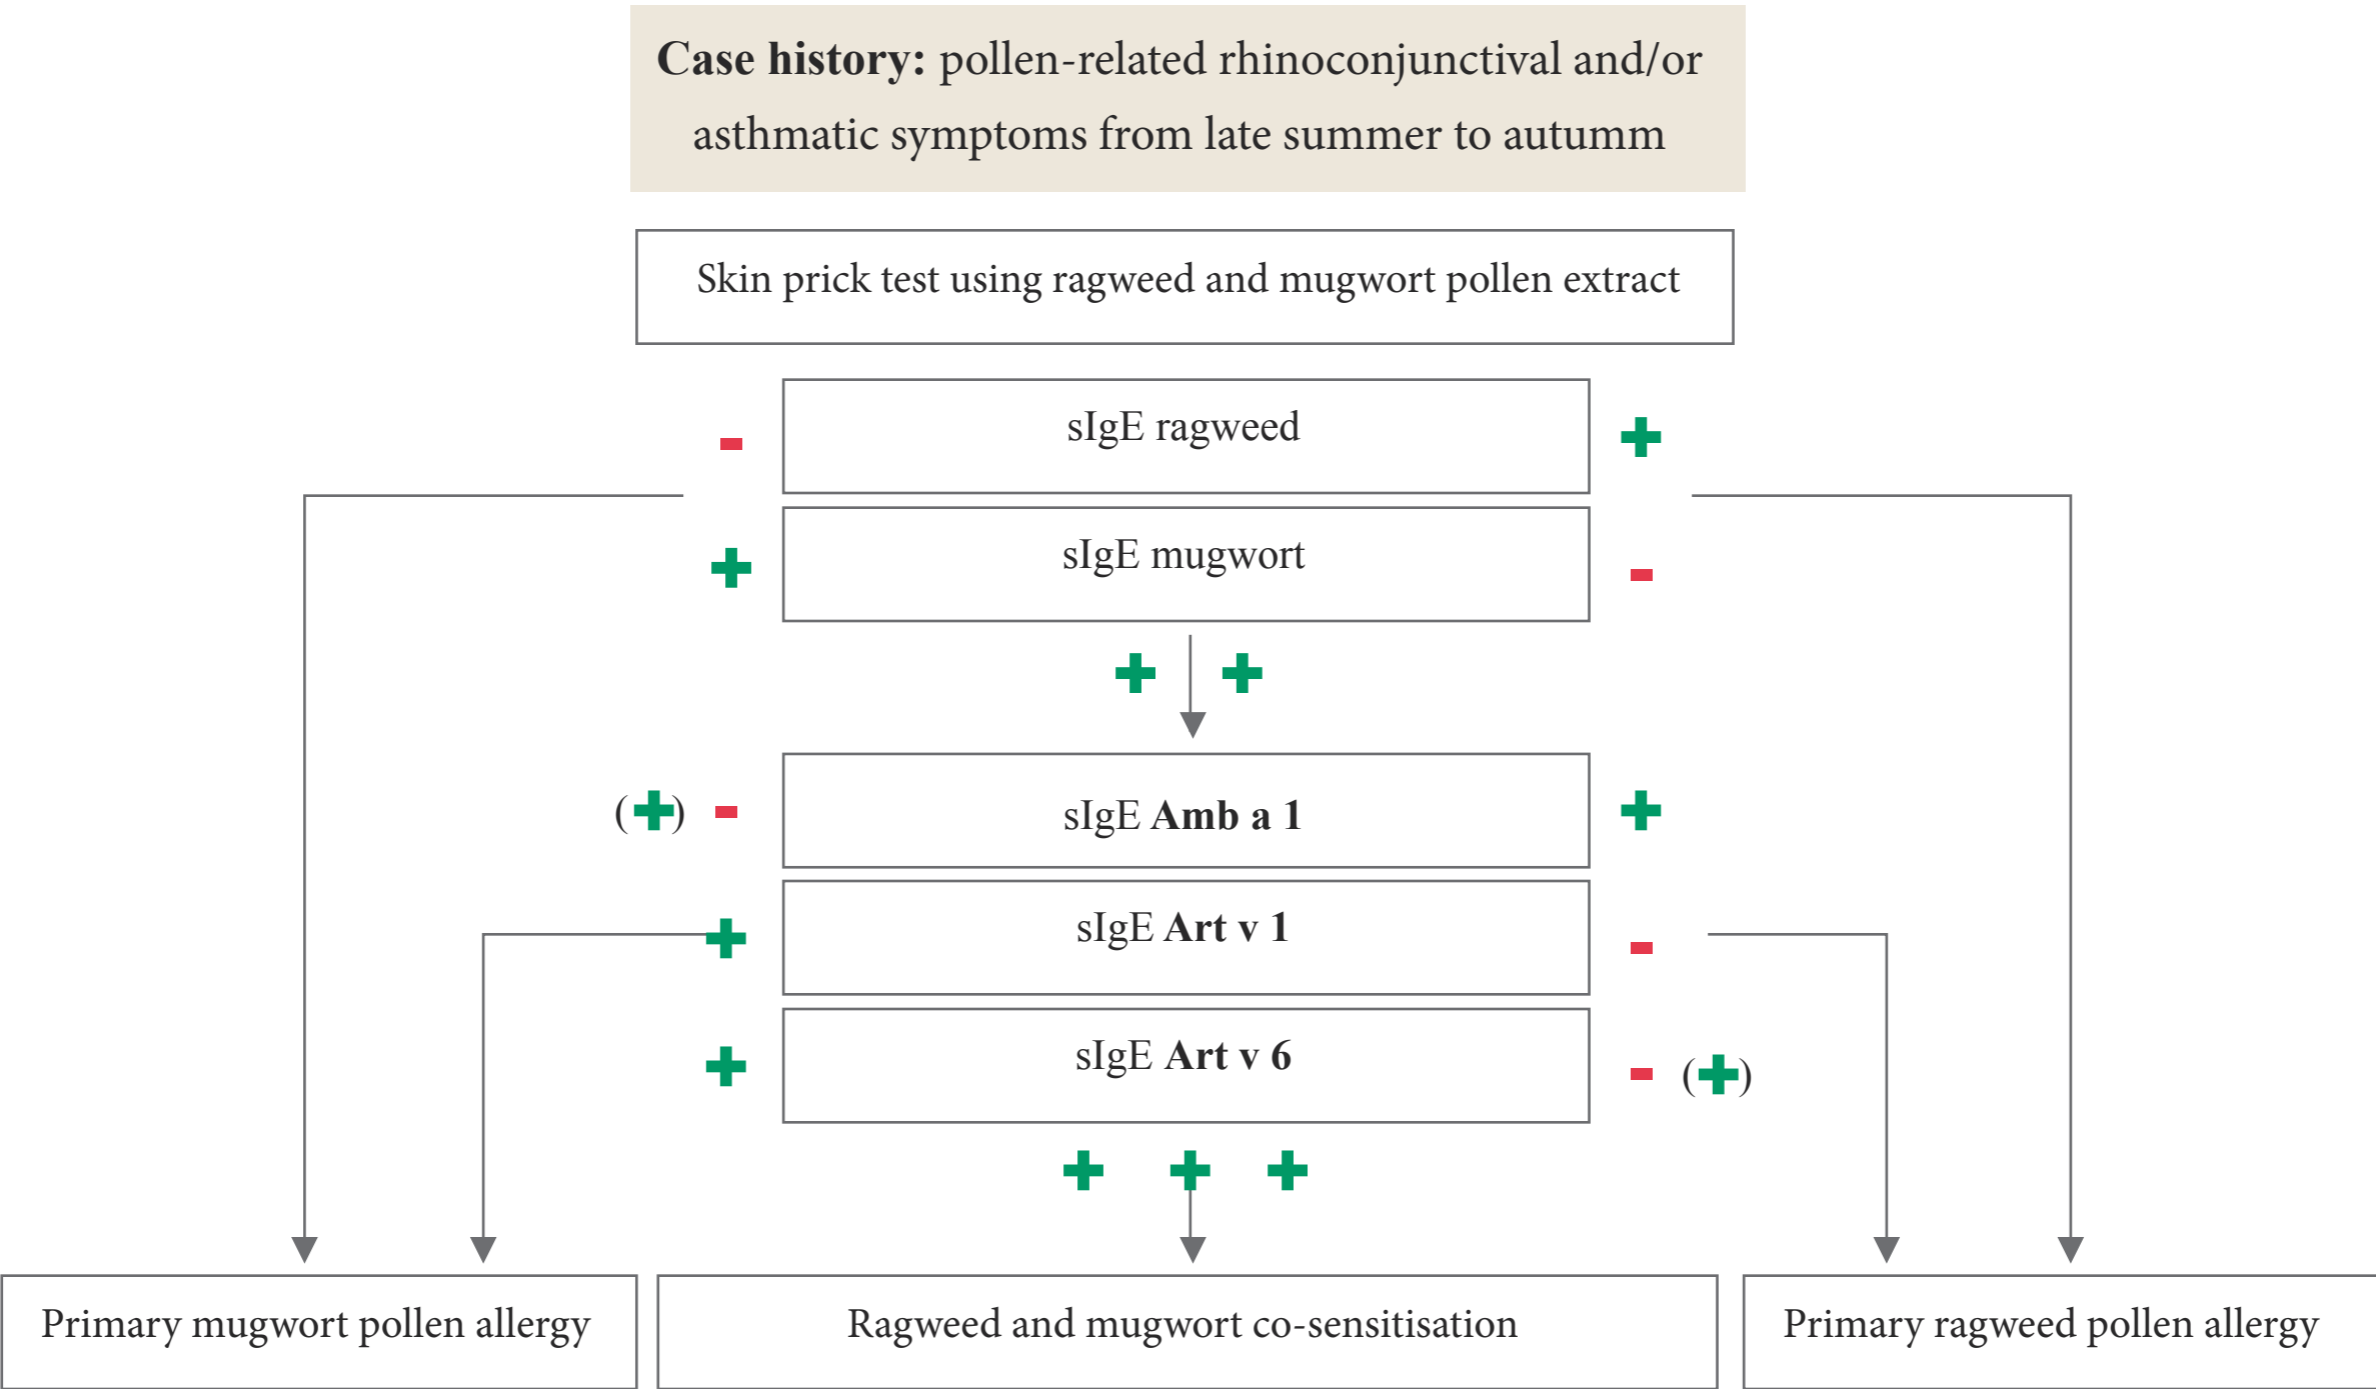 Case history: pollen-related rhinoconjunctival and/or
asthmatic symptoms from late summer to autumm
Skin prick test using ragweed and mugwort pollen extract
- sIgE ragweed +
+ sIgE mugwort -
+ +
(+) - sIgE Amb a 1 +
+ sIgE Art v 1 -
+ sIgE Art v 6 - (+)
+ + +
Primary mugwort pollen allergy
Ragweed and mugwort co-sensitisation
Primary ragweed pollen allergy